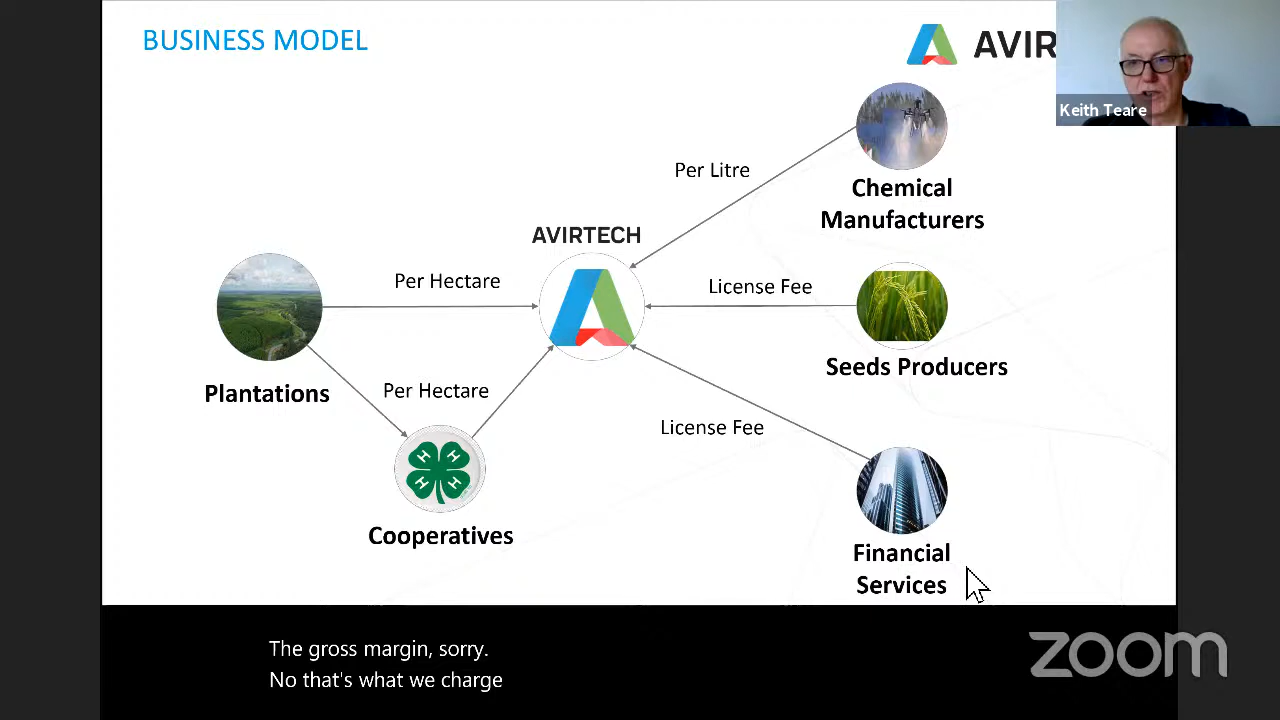 BUSINESS MODEL
AVIR
Keith Teare
Per Litre
Chemical
Manufacturers
AVIRTECH
Per Hectare
License Fee
Seeds Producers
Plantations
Per Hectare
License Fee
H H
H H
Cooperatives
Financial
Services
The gross margin, sorry.
No that's what we charge
zoom